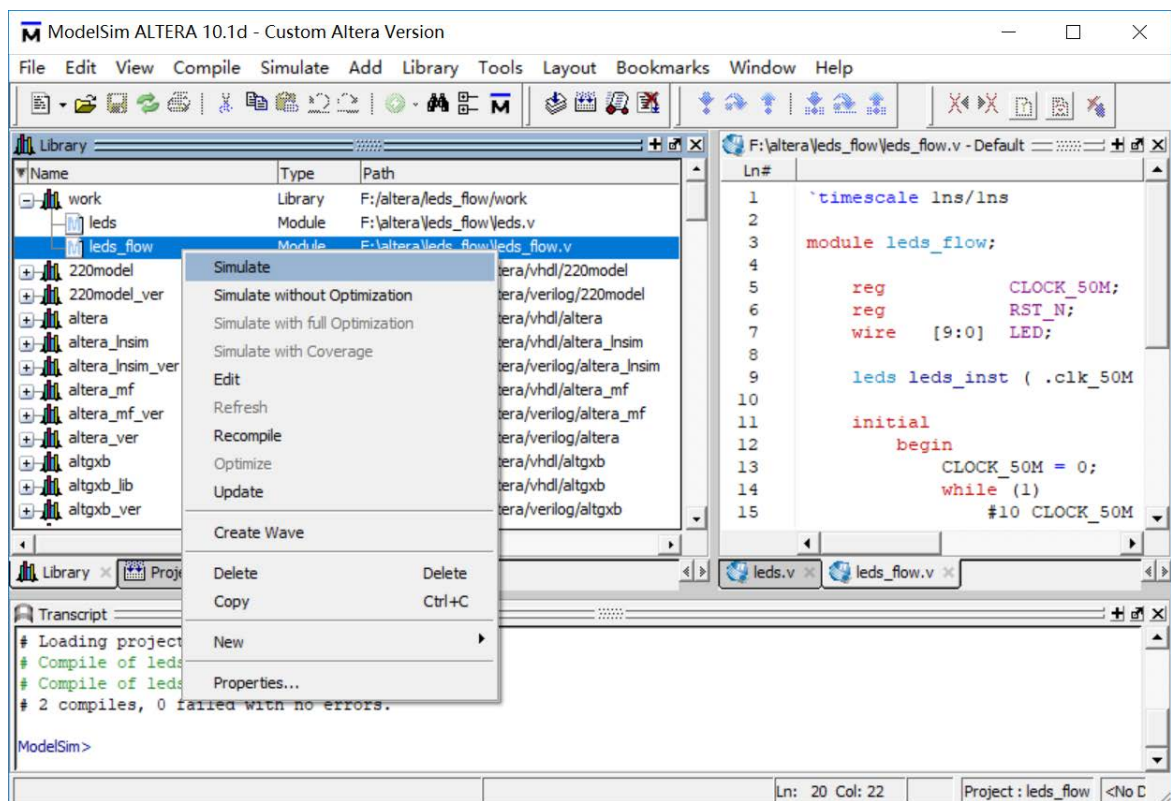 ModelSim ALTERA 10.1d - Custom Altera Version
File Edit View Compile Simulate Add Library Tools Layout Bookmarks Window Help
Library
Name Type Path
work Library F:/altera/leds_flow/work
leds Module F:\altera\leds_flow\leds.v
leds_flow Module F:\altera\leds_flow\leds_flow.v
220model tera/vhdl/220model
220model_ver tera/verilog/220model
altera tera/vhdl/altera
altera_lnsim tera/vhdl/altera_lnsim
altera_lnsim_ver tera/verilog/altera_lnsim
altera_mf tera/vhdl/altera_mf
altera_mf_ver tera/verilog/altera_mf
altera_ver tera/verilog/altera
altgxb tera/vhdl/altgxb
altgxb_lib tera/vhdl/altgxb
altgxb_ver tera/verilog/altgxb
Simulate
Simulate without Optimization
Simulate with full Optimization
Simulate with Coverage
Edit
Refresh
Recompile
Optimize
Update
Create Wave
Delete Delete
Copy Ctrl+C
New
Properties...
Library Proje
F:\altera\leds_flow\leds_flow.v - Default
Ln#
1 `timescale 1ns/1ns
2
3 module leds_flow;
4
5 reg CLOCK_50M;
6 reg RST_N;
7 wire [9:0] LED;
8
9 leds leds_inst ( .clk_50M
10
11 initial
12 begin
13 CLOCK_50M = 0;
14 while (1)
15 #10 CLOCK_50M
leds.v leds_flow.v
Transcript
# Loading project
# Compile of leds
# Compile of leds
# 2 compiles, 0 failed with no errors.
ModelSim>
Ln: 20 Col: 22 Project : leds_flow <No D